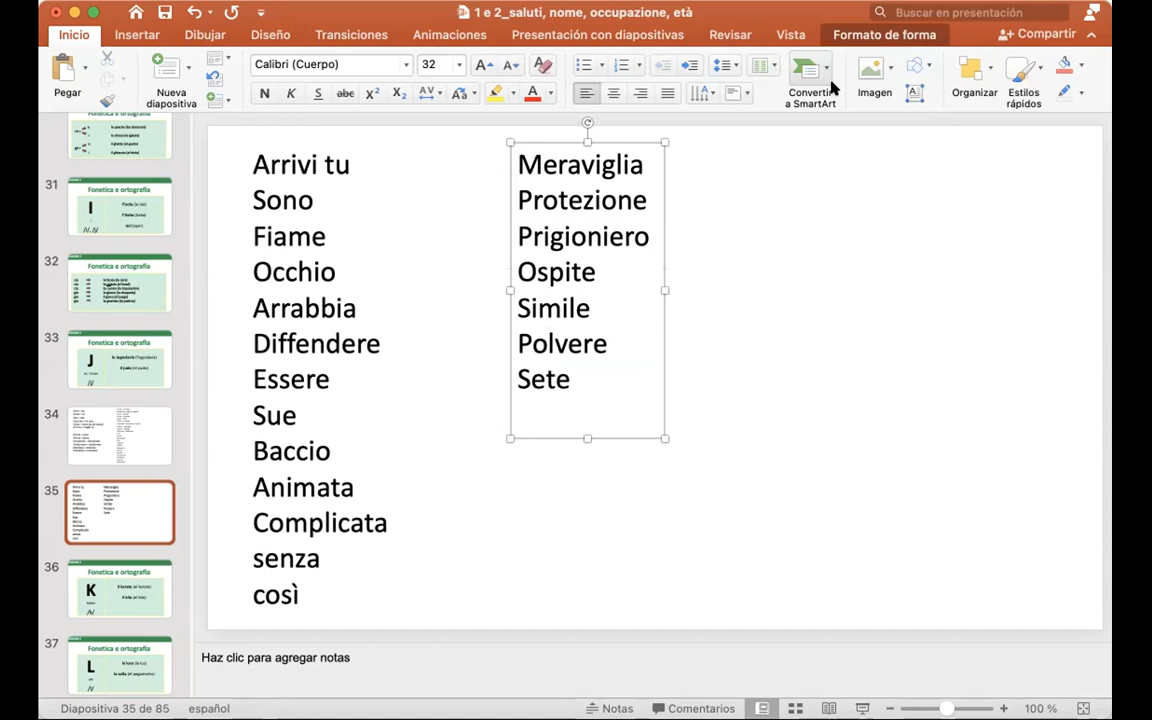 1 e 2_saluti, nome, occupazione, età
Buscar en presentación
Inicio
Insertar
Dibujar
Diseño
Transiciones
Animaciones
Presentación con diapositivas
Revisar
Vista
Formato de forma
Compartir
Pegar
Nueva diapositiva
Calibri (Cuerpo)
32
N K S abc X² X₂ AV Aa A
Convertir a SmartArt
Imagen
Organizar
Estilos rápidos
31
Fonetica e ortografia
I
32
Fonetica e ortografia
33
Fonetica e ortografia
J
34
35
36
Fonetica e ortografia
K
37
Fonetica e ortografia
L
Arrivi tu
Sono
Fiame
Occhio
Arrabbia
Diffendere
Essere
Sue
Baccio
Animata
Complicata
senza
così
Meraviglia
Protezione
Prigioniero
Ospite
Simile
Polvere
Sete
Haz clic para agregar notas
Diapositiva 35 de 85
español
Notas
Comentarios
100 %